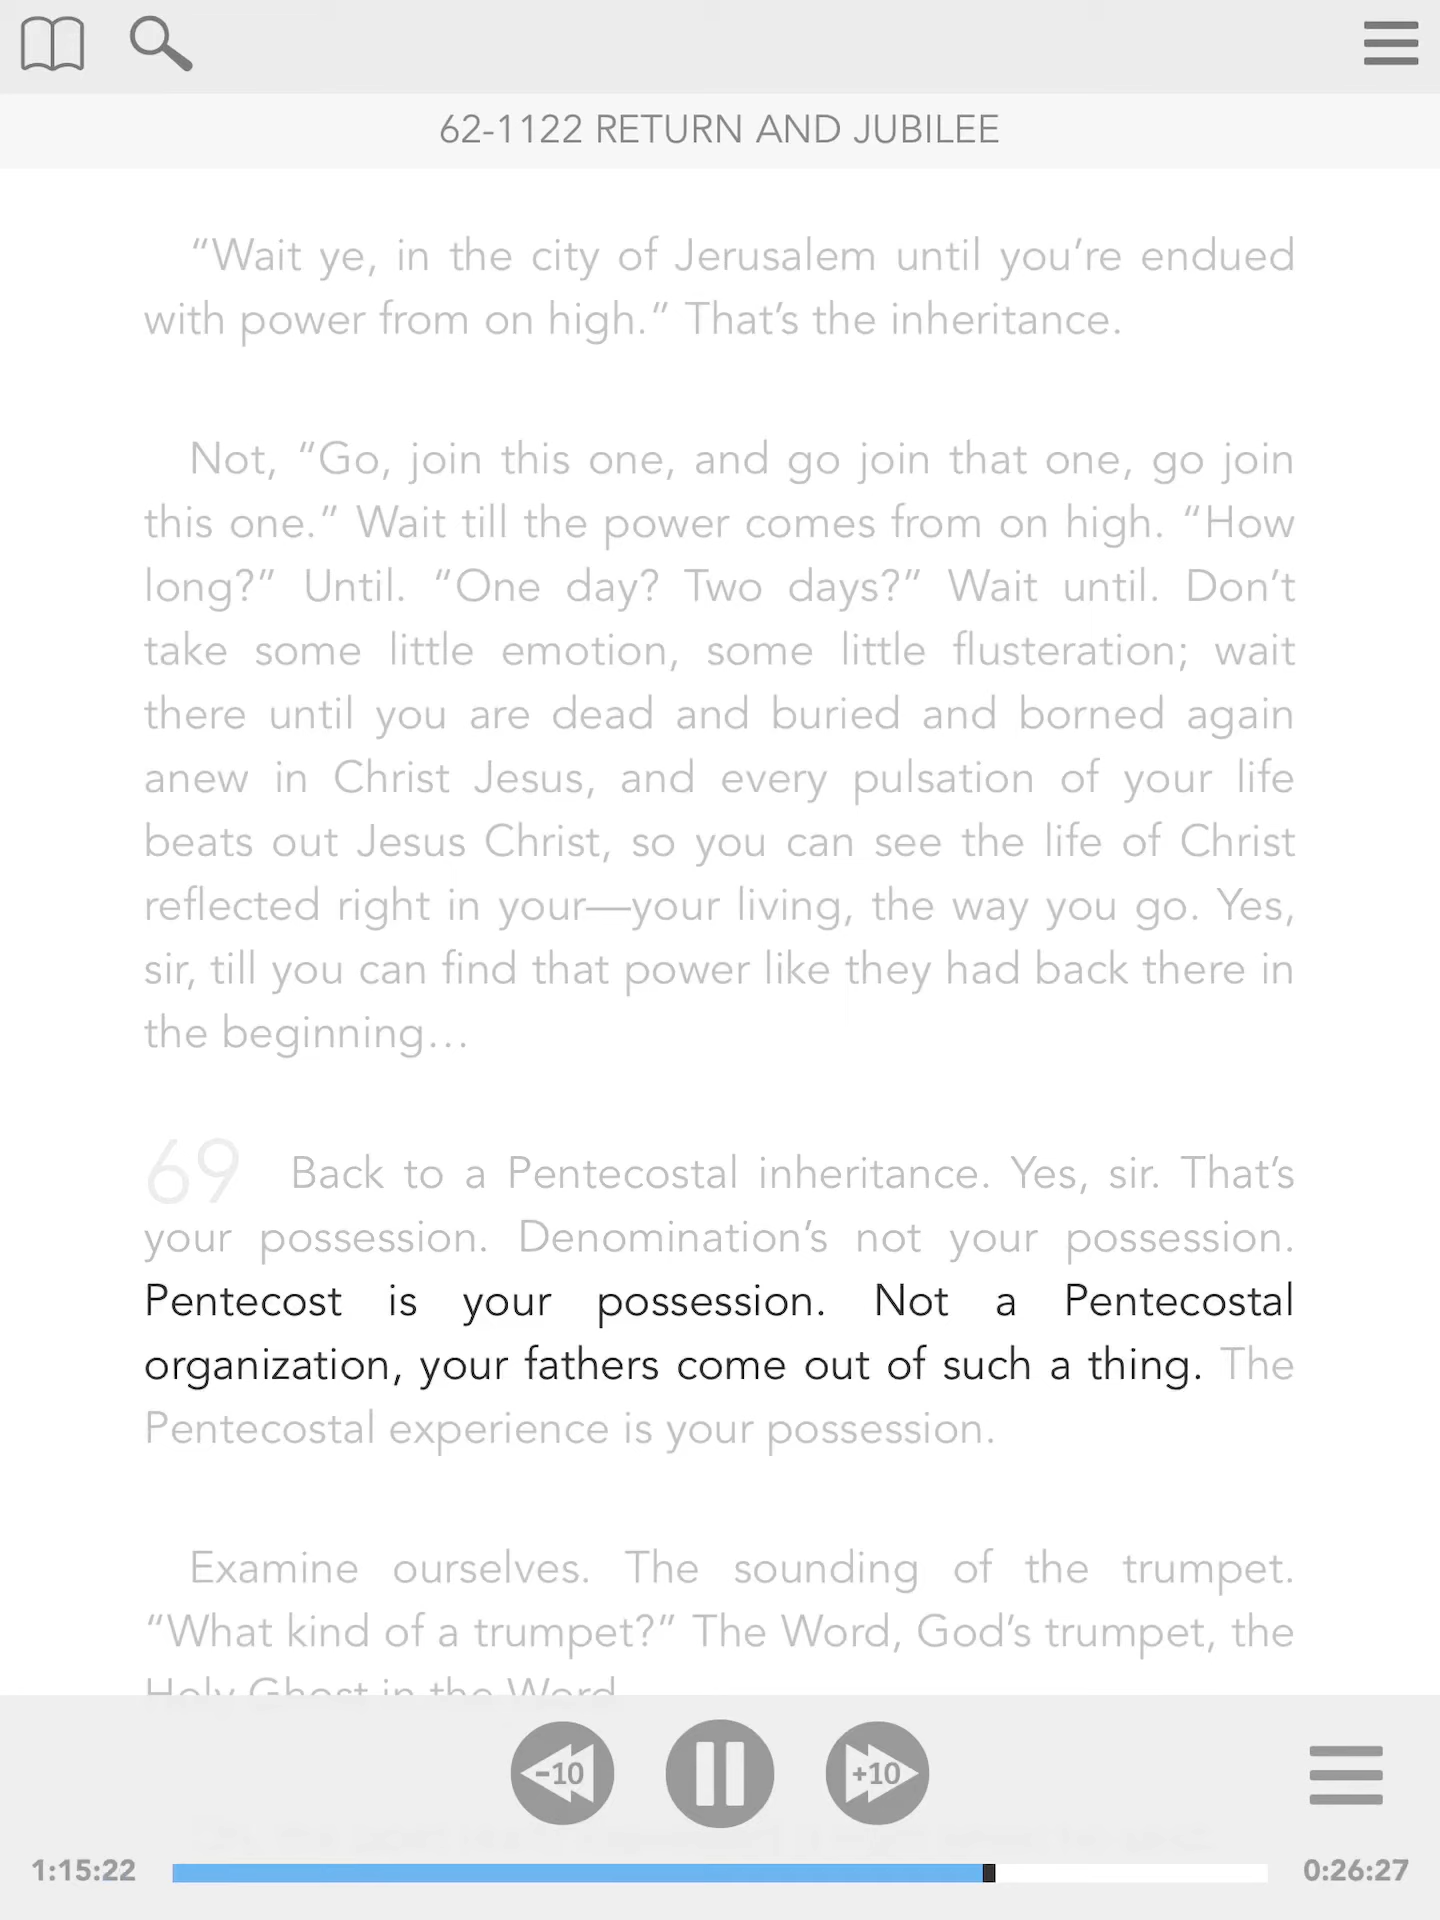 62-1122 RETURN AND JUBILEE
“Wait ye, in the city of Jerusalem until you’re endued
with power from on high.” That’s the inheritance.
Not, “Go, join this one, and go join that one, go join
this one.” Wait till the power comes from on high. “How
long?” Until. “One day? Two days?” Wait until. Don’t
take some little emotion, some little flusteration; wait
there until you are dead and buried and borned again
anew in Christ Jesus, and every pulsation of your life
beats out Jesus Christ, so you can see the life of Christ
reflected right in your—your living, the way you go. Yes,
sir, till you can find that power like they had back there in
the beginning…
69 Back to a Pentecostal inheritance. Yes, sir. That’s
your possession. Denomination’s not your possession.
Pentecost is your possession. Not a Pentecostal
organization, your fathers come out of such a thing. The
Pentecostal experience is your possession.
Examine ourselves. The sounding of the trumpet.
“What kind of a trumpet?” The Word, God’s trumpet, the
Holy Ghost in the Word
-10 +10
1:15:22 0:26:27